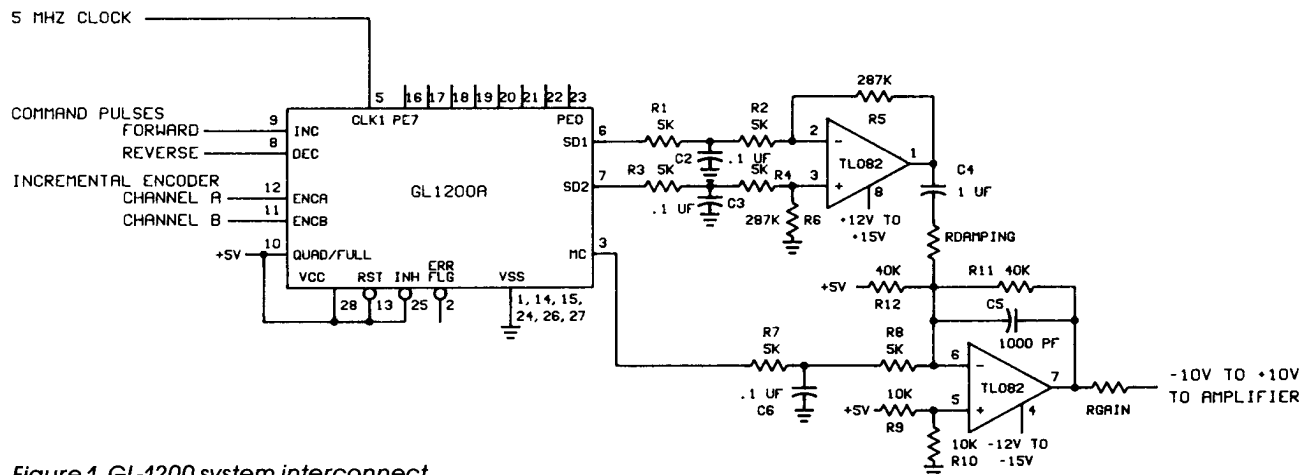 5 MHZ CLOCK
COMMAND PULSES
FORWARD
REVERSE
INCREMENTAL ENCODER
CHANNEL A
CHANNEL B
+5V
9
8
12
11
10
5
16
17
18
19
20
21
22
23
CLK1 PE7
PE0
INC
DEC
ENCA
ENCB
QUAD/FULL
GL1200A
SD1
SD2
MC
6
7
3
VCC
RST
INH
ERR
FLG
VSS
28
13
25
2
1, 14, 15,
24, 26, 27
R1
5K
R2
5K
C2
.1 UF
R3
5K
5K
R4
.1 UF
C3
287K
R6
287K
R5
2
3
1
8
TL082
+12V TO
+15V
C4
1 UF
RDAMPING
+5V
40K
R12
R11 40K
C5
1000 PF
R7
5K
R8
5K
.1 UF
C6
+5V
10K
R9
10K
R10
6
5
7
4
TL082
-12V TO
-15V
RGAIN
-10V TO +10V
TO AMPLIFIER
Figure 1. GL-1200 system interconnect